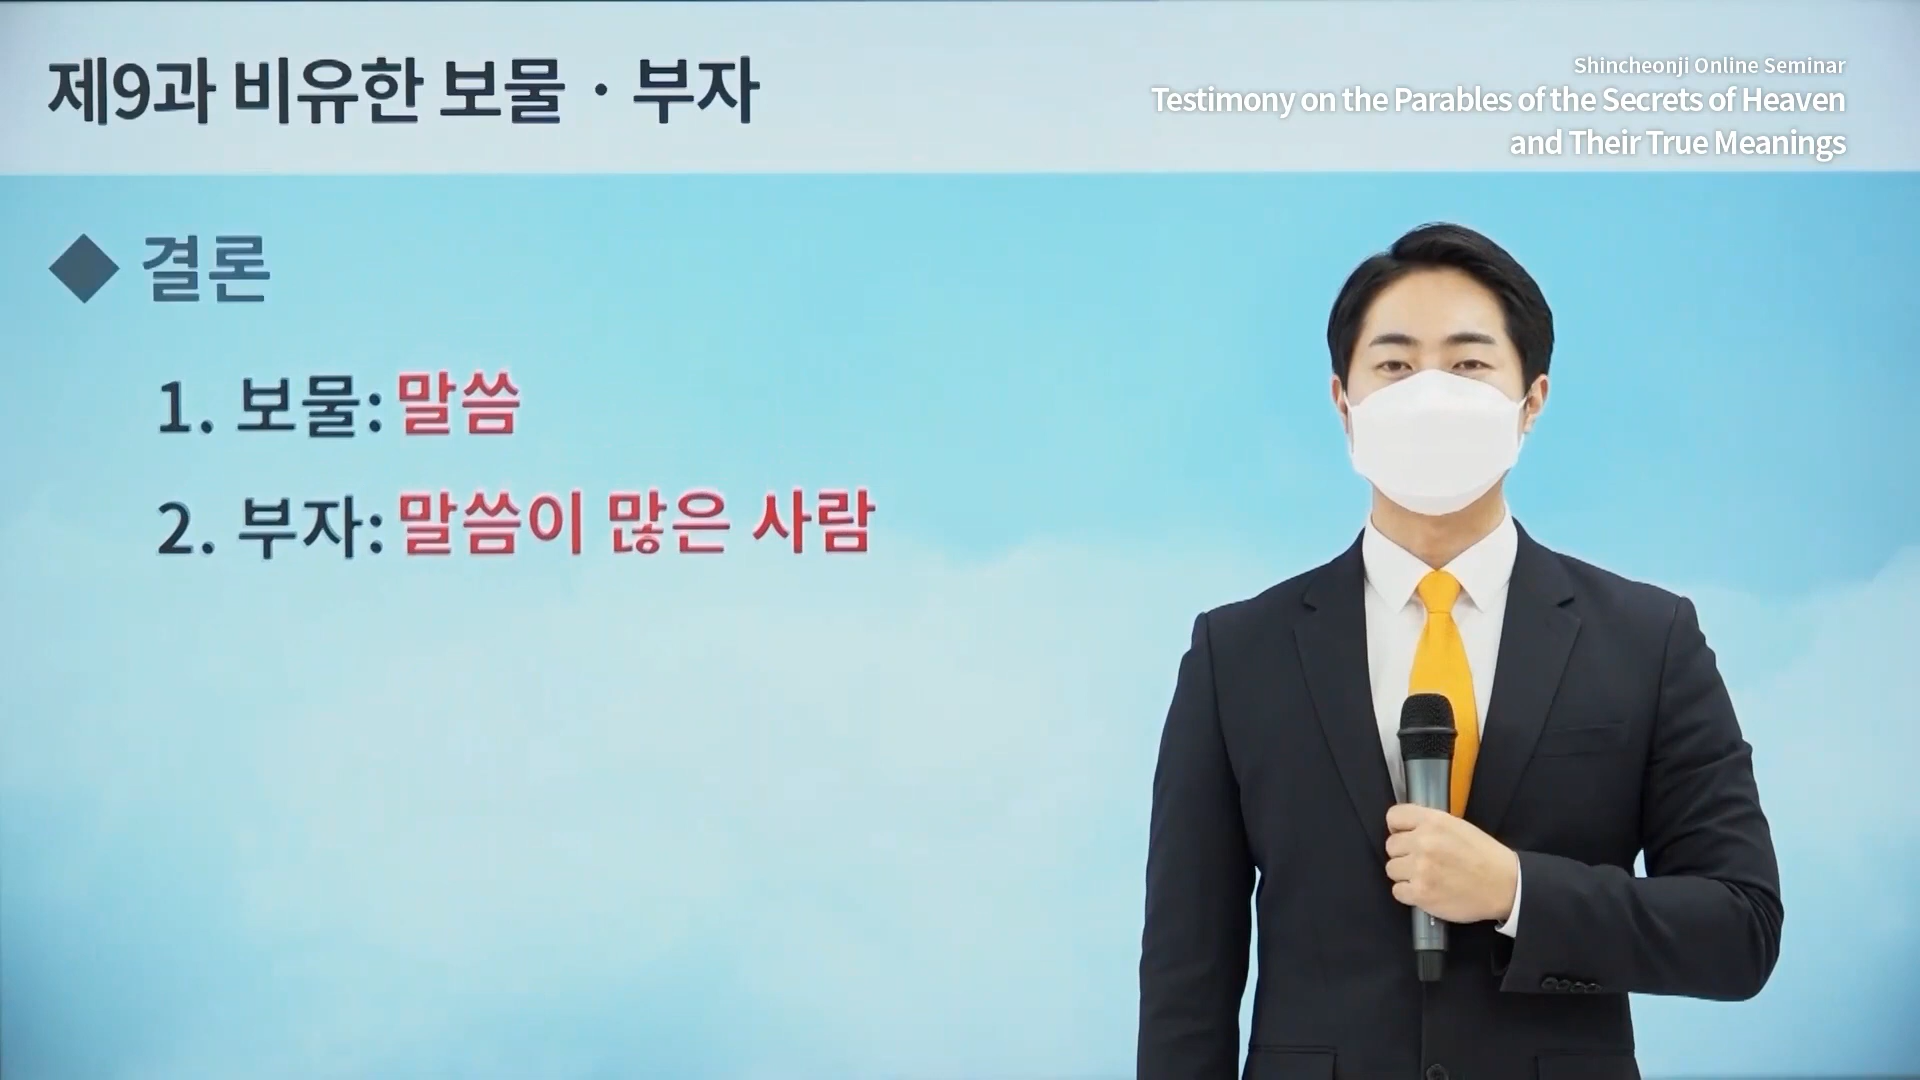 제9과 비유한 보물 · 부자
Shincheonji Online Seminar
Testimony on the Parables of the Secrets of Heaven
and Their True Meanings
◆ 결론
1. 보물: 말씀
2. 부자: 말씀이 많은 사람